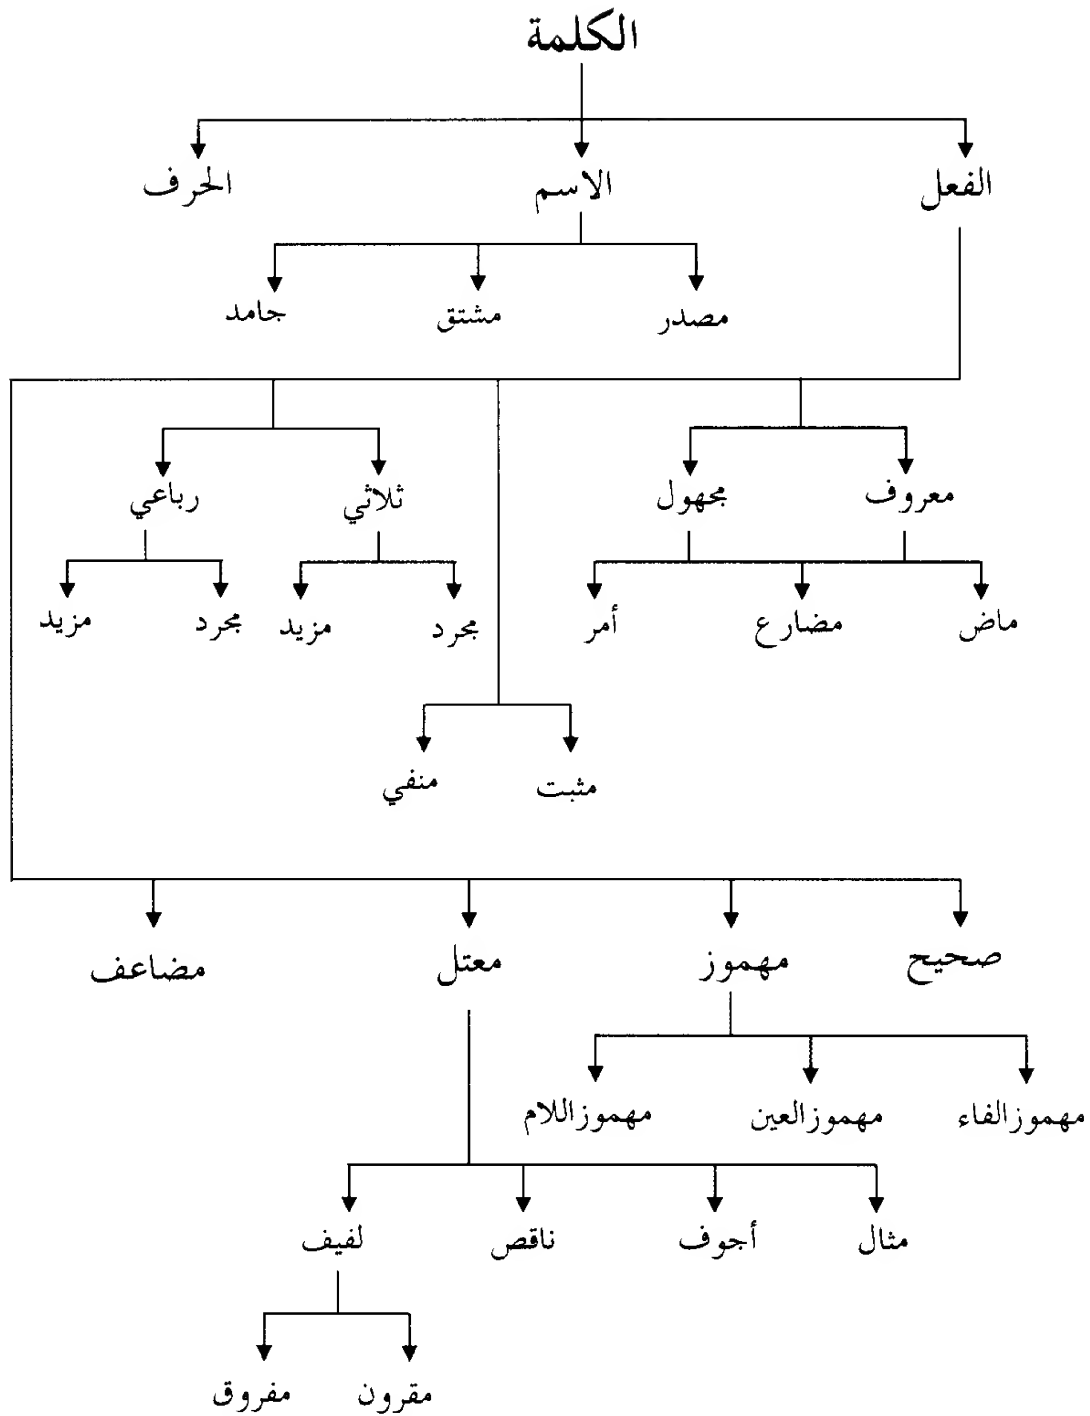 الكلمة
الفعل الاسم الحرف
مصدر مشتق جامد
معروف مجهول ثلاثي رباعي
ماض مضارع أمر مجرد مزيد مجرد مزيد
مثبت منفي
صحيح مهموز معتل مضاعف
مهموزالفاء مهموزالعين مهموزاللام
مثال أجوف ناقص لفيف
مقرون مفروق